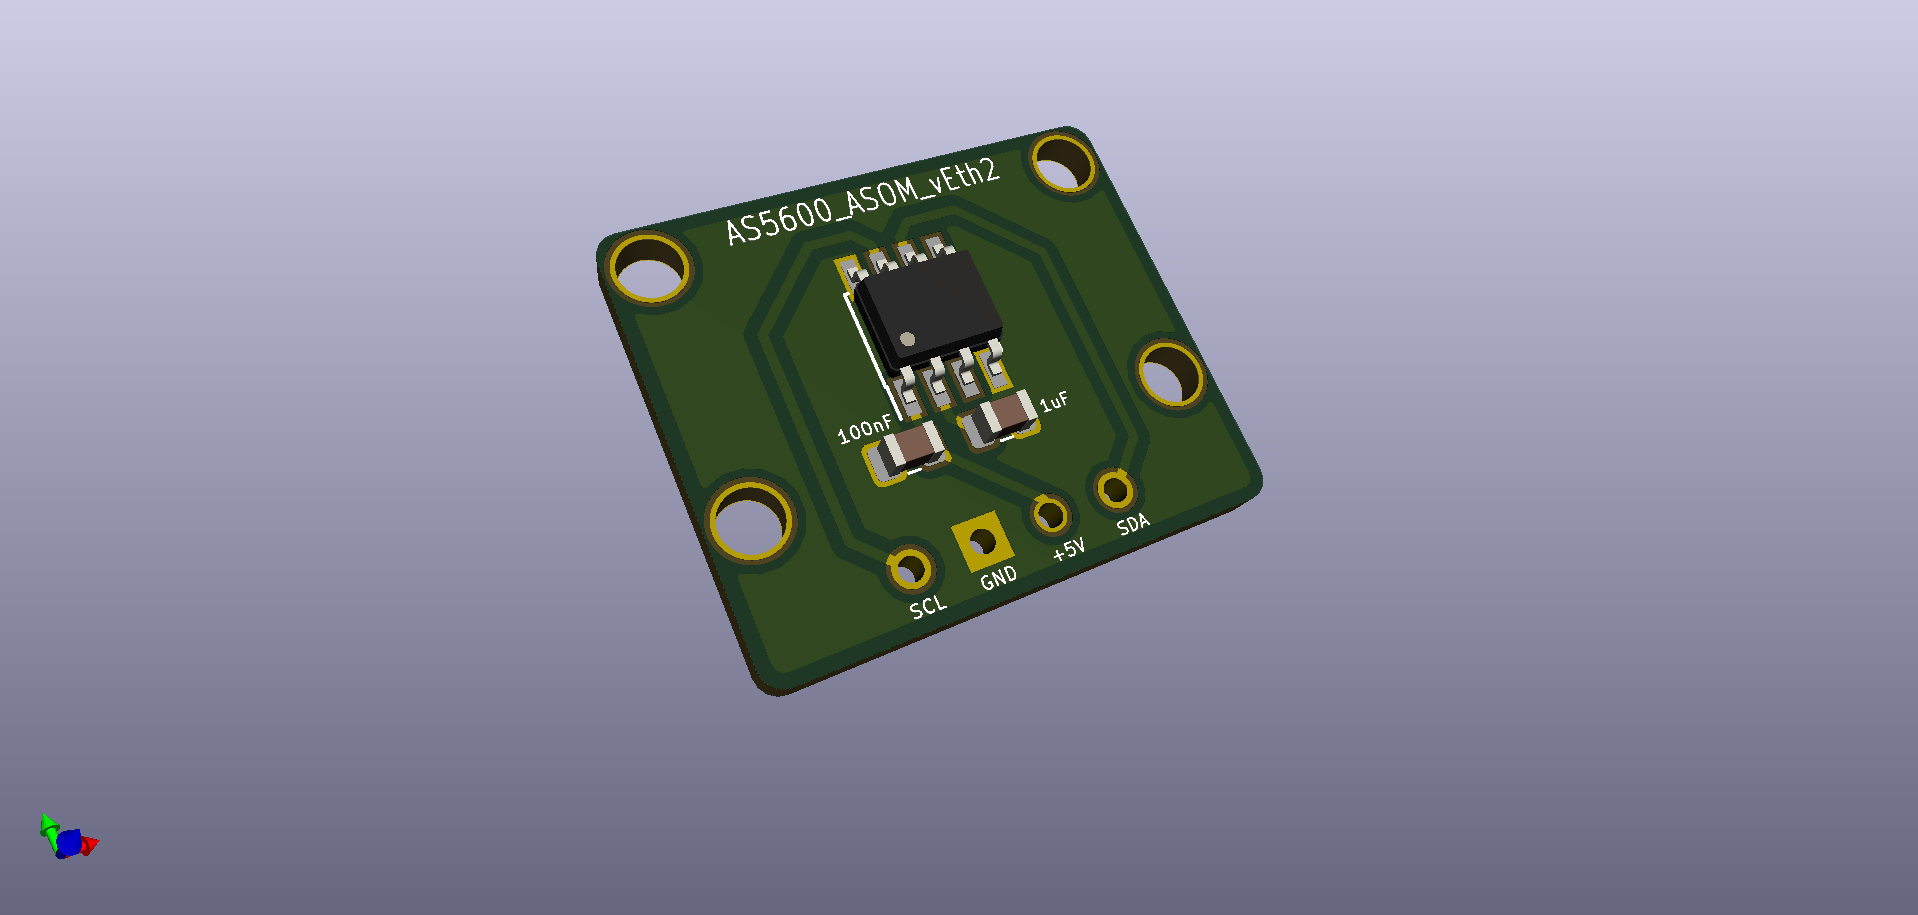 AS5600_ASOM_vEth2
100nF
1uF
SCL
GND
+5V
SDA